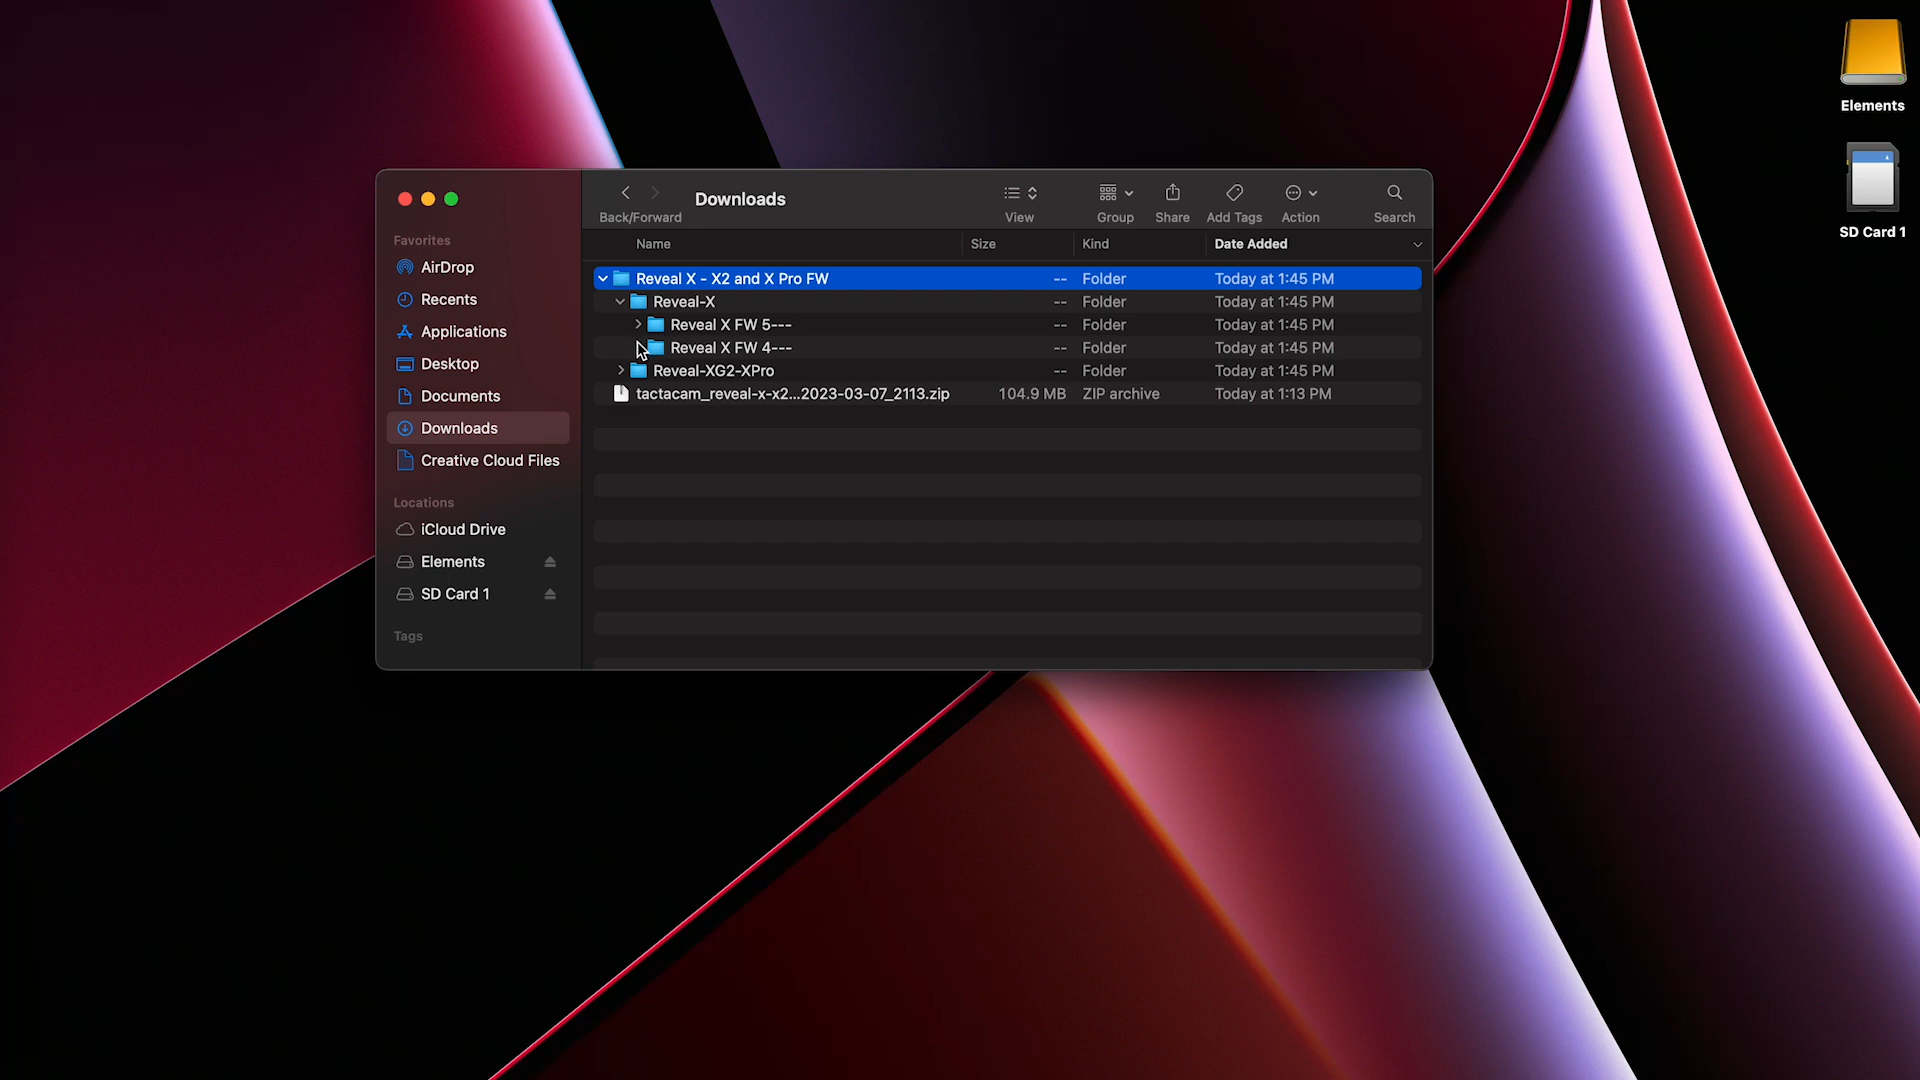 Elements
SD Card 1
Downloads
Back/Forward
View
Group
Share
Add Tags
Action
Search
Favorites
AirDrop
Recents
Applications
Desktop
Documents
Downloads
Creative Cloud Files
Locations
iCloud Drive
Elements
SD Card 1
Tags
Name Size Kind Date Added
Reveal X - X2 and X Pro FW -- Folder Today at 1:45 PM
Reveal-X -- Folder Today at 1:45 PM
Reveal X FW 5--- -- Folder Today at 1:45 PM
Reveal X FW 4--- -- Folder Today at 1:45 PM
Reveal-XG2-XPro -- Folder Today at 1:45 PM
tactacam_reveal-x-x2...2023-03-07_2113.zip 104.9 MB ZIP archive Today at 1:13 PM